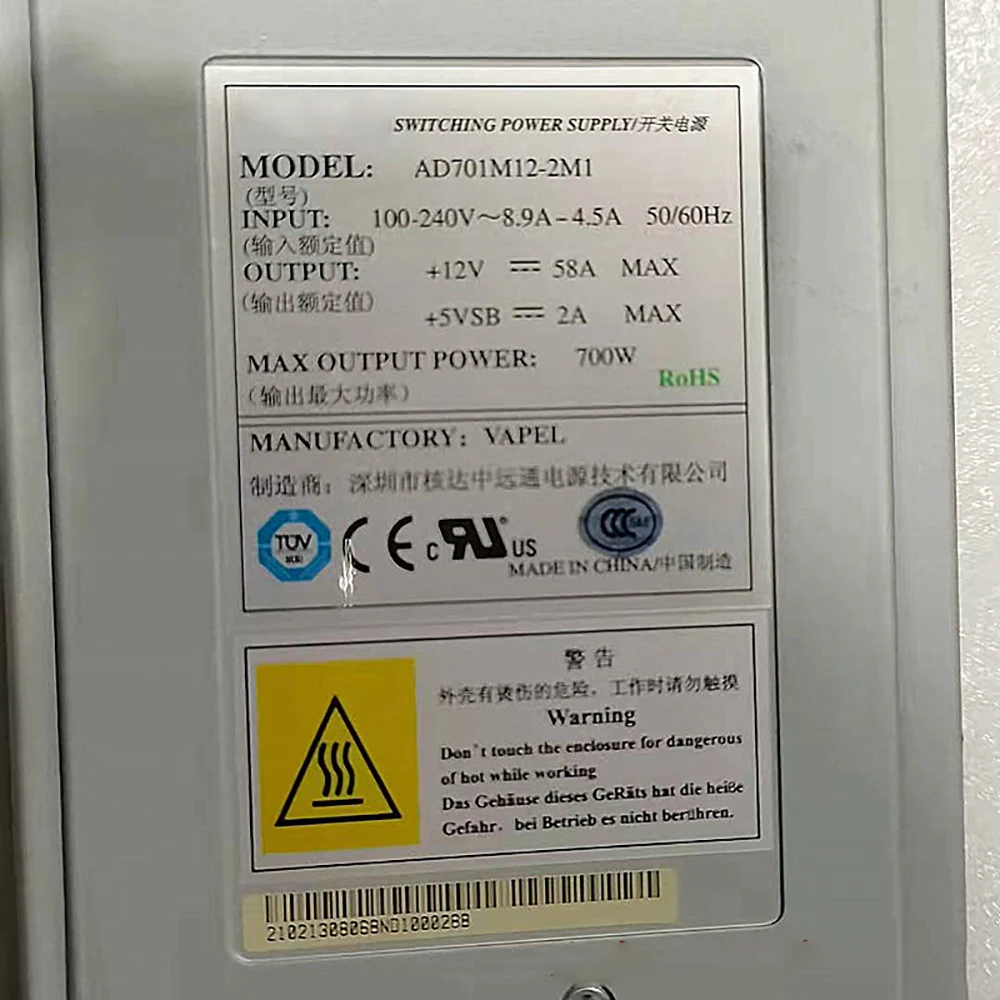 SWITCHING POWER SUPPLY/开关电源
MODEL: AD701M12-2M1
(型号)
INPUT: 100-240V～8.9A-4.5A 50/60Hz
(输入额定值)
OUTPUT: +12V ⎓ 58A MAX
(输出额定值)
+5VSB ⎓ 2A MAX
MAX OUTPUT POWER: 700W
(输出最大功率)
RoHS
MANUFACTORY: VAPEL
制造商: 深圳市核达中远通电源技术有限公司
TÜV CE c RU US CCC
MADE IN CHINA/中国制造
警告
外壳有烫伤的危险，工作时请勿触摸
Warning
Don't touch the enclosure for dangerous
of hot while working
Das Gehäuse dieses GeRäts hat die heiße
Gefahr, bei Betrieb es nicht berühren.
21021308068ND1000288